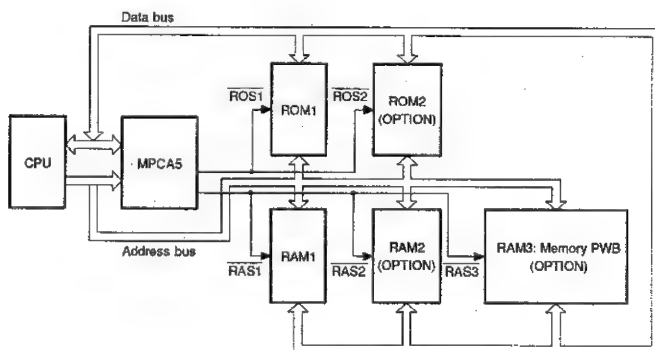 Data bus
ROS1
ROS2
ROM1
ROM2
(OPTION)
CPU
MPCA5
Address bus
RAS1
RAM1
RAS2
RAM2
(OPTION)
RAS3
RAM3: Memory PWB
(OPTION)